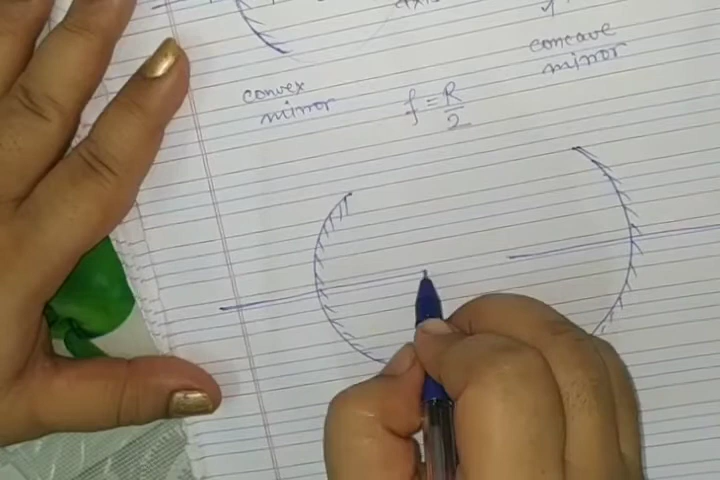 concave
mirror
convex
mirror
f = R/2